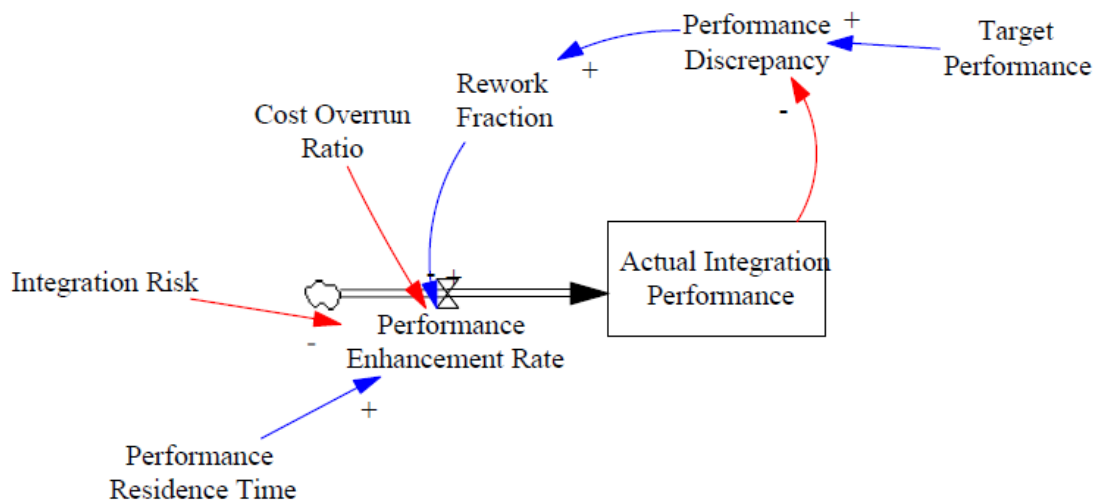 Performance
Discrepancy
+
Target
Performance
+
Rework
Fraction
-
Cost Overrun
Ratio
Actual Integration
Performance
Integration Risk
- +
Performance
Enhancement Rate
-
+
Performance
Residence Time